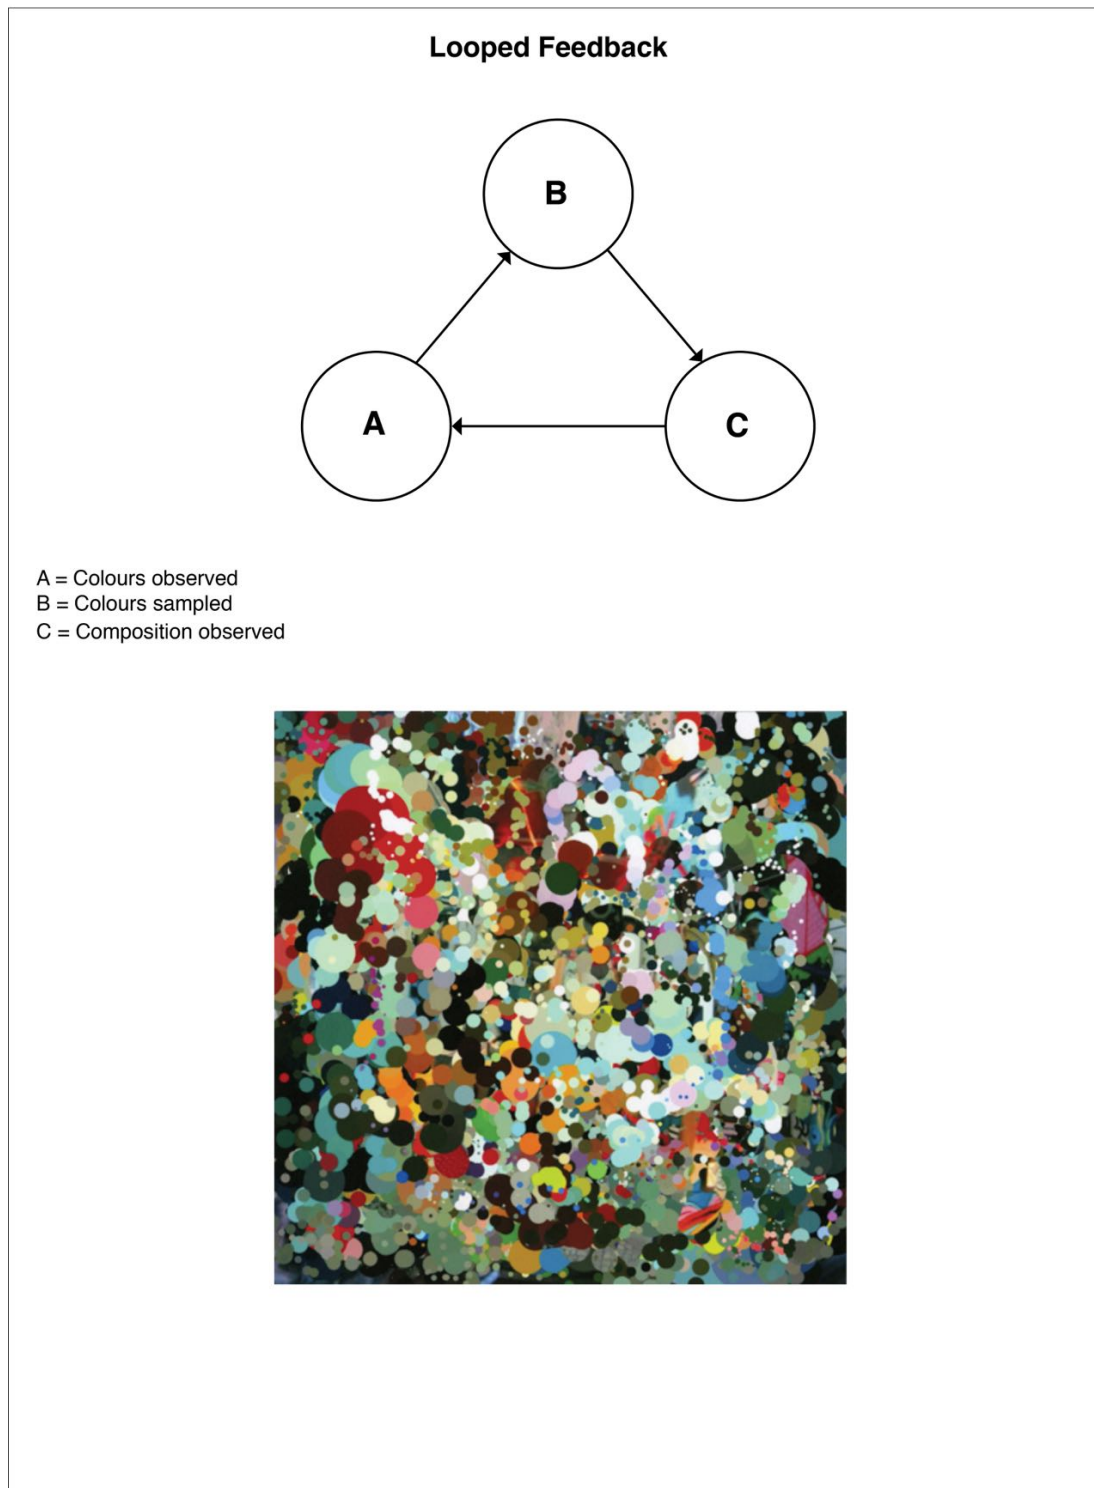 Looped Feedback
B
A
C
A = Colours observed
B = Colours sampled
C = Composition observed